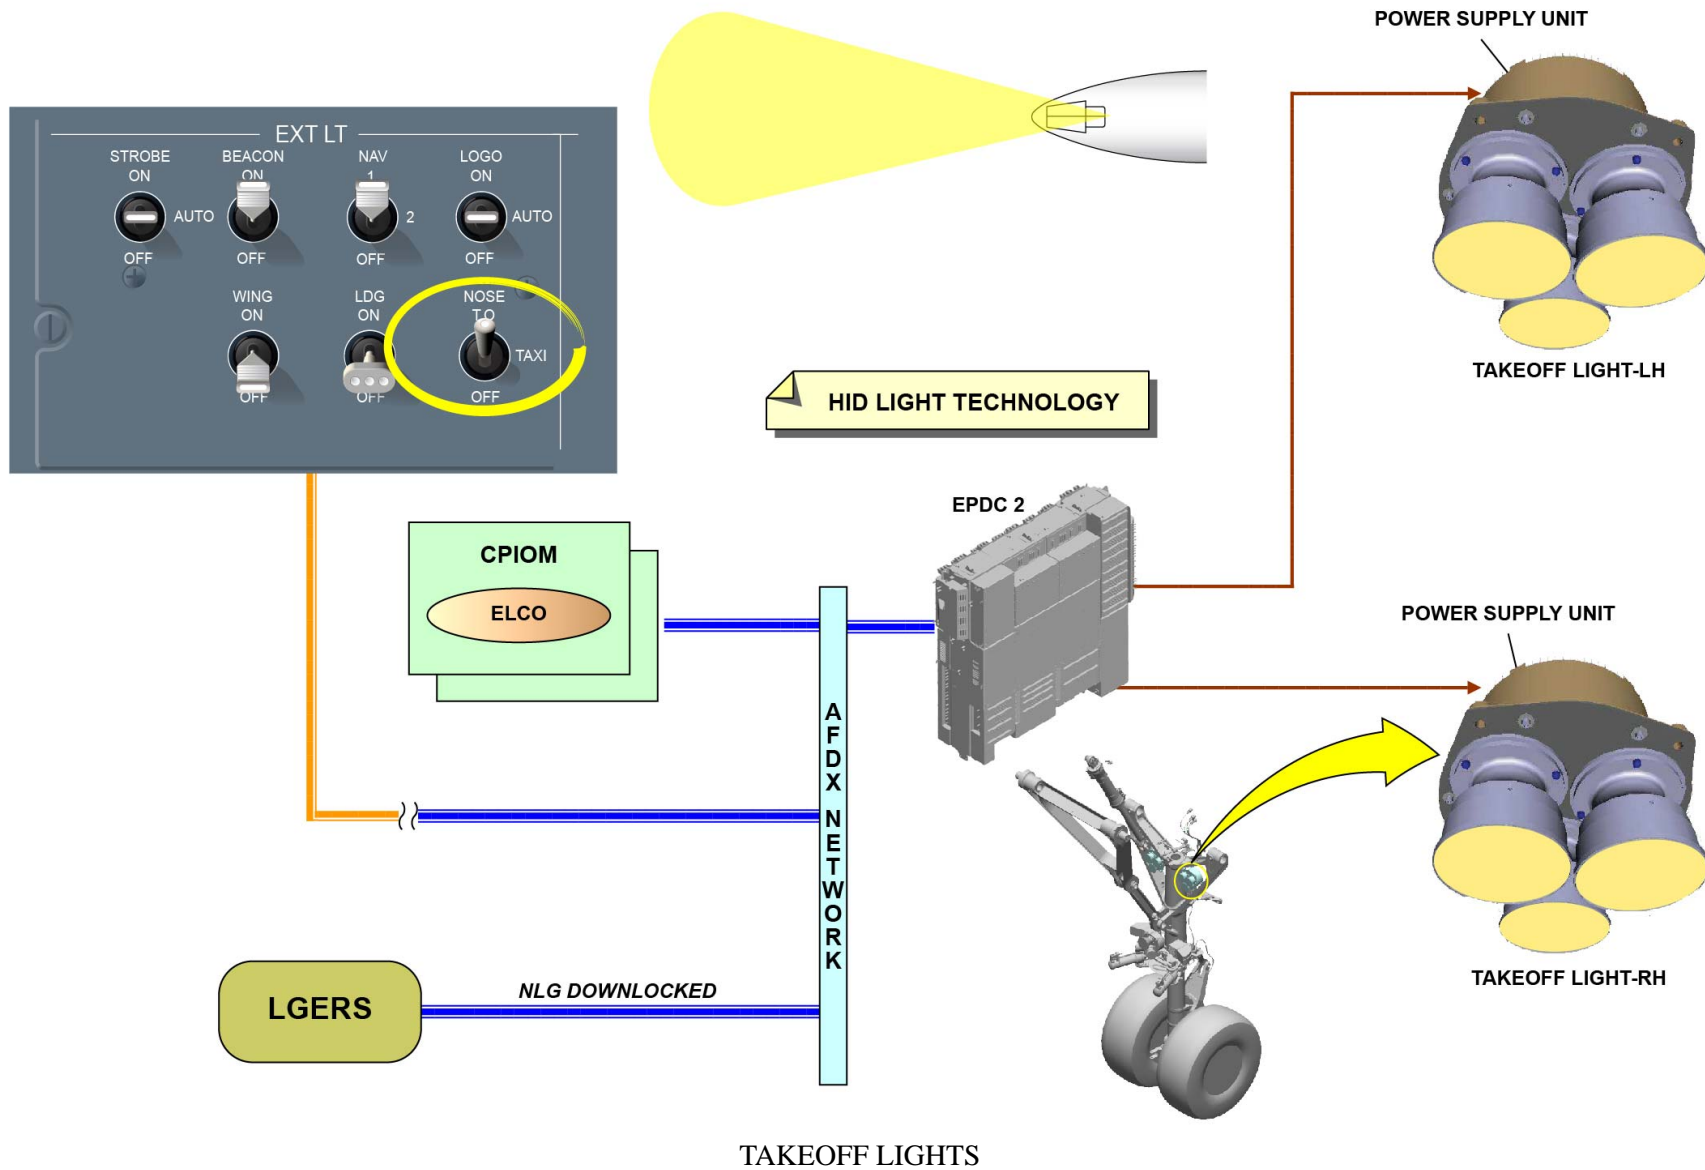 POWER SUPPLY UNIT
EXT LT
STROBE
ON
AUTO
OFF
BEACON
ON
OFF
NAV
1
2
OFF
LOGO
ON
AUTO
OFF
WING
ON
OFF
LDG
ON
OFF
NOSE
T.O
TAXI
OFF
TAKEOFF LIGHT-LH
HID LIGHT TECHNOLOGY
EPDC 2
CPIOM
ELCO
POWER SUPPLY UNIT
AFDX NETWORK
TAKEOFF LIGHT-RH
LGERS
NLG DOWNLOCKED
TAKEOFF LIGHTS